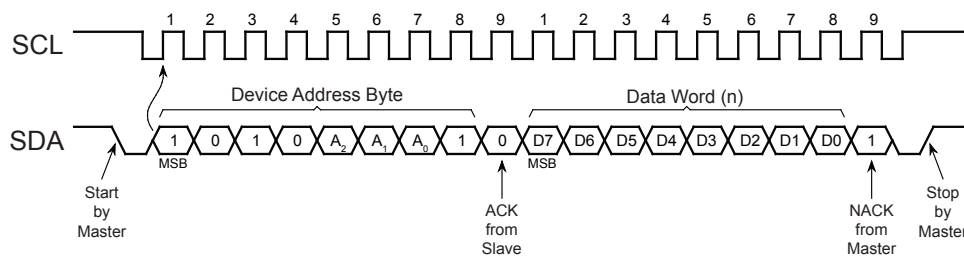 1 2 3 4 5 6 7 8 9 1 2 3 4 5 6 7 8 9
SCL
Device Address Byte Data Word (n)
SDA 1 0 1 0 A₂ A₁ A₀ 1 0 D7 D6 D5 D4 D3 D2 D1 D0 1
MSB MSB
Start
by
Master
ACK
from
Slave
NACK
from
Master
Stop
by
Master